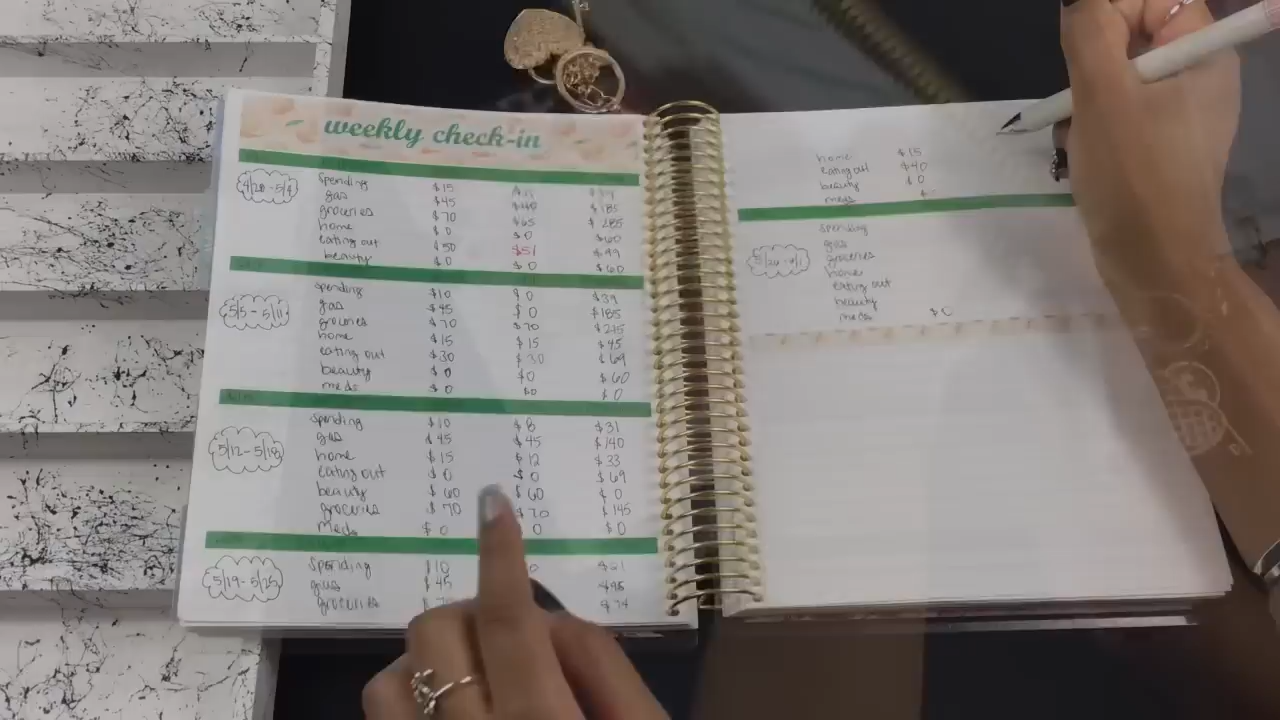 weekly check-in
spending $15
gas $45 $40 $185
groceries $70 $65 $285
home $0 $0 $60
eating out $50 $51 $49
beauty $0 $0 $60
5/5 - 5/11
spending $10 $0 $39
gas $45 $0 $185
groceries $70 $70 $215
home $15 $15 $45
eating out $30 $30 $69
beauty $0 $0 $60
meds $0 $0 $0
5/12 - 5/18
spending $10 $8 $31
gas $45 $45 $140
home $15 $12 $33
eating out $0 $0 $69
beauty $60 $60 $0
groceries $70 $70 $145
meds $0 0 $0
5/19 - 5/25
spending $10 $21
gas $45
groceries
home $15
eating out $40
beauty $0
meds
spending
gas
groceries
home
eating out
beauty
meds $0